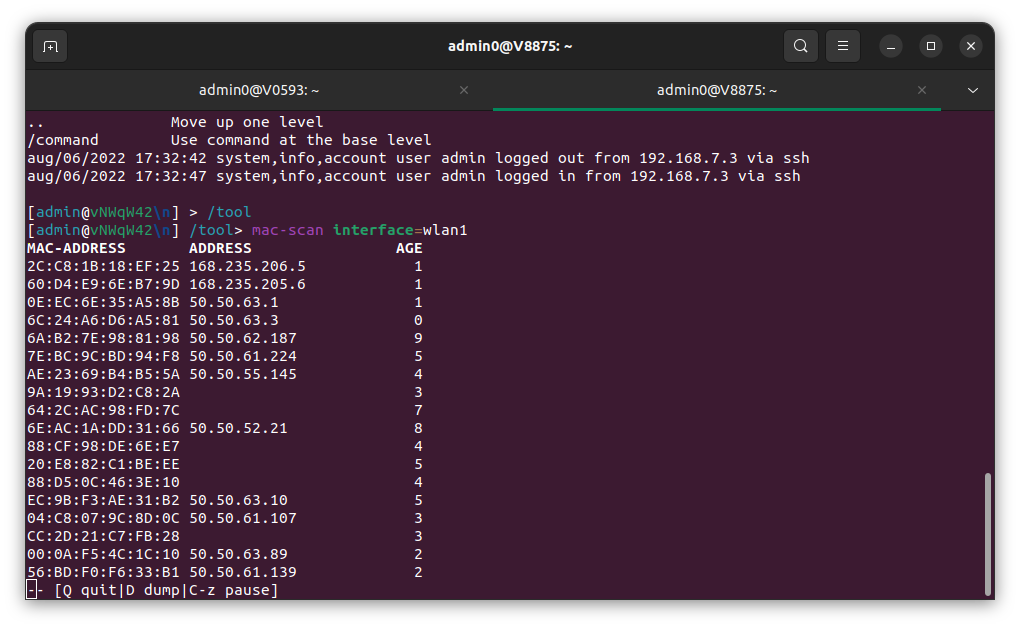 admin0@V8875: ~
admin0@V0593: ~
admin0@V8875: ~
..              Move up one level
/command        Use command at the base level
aug/06/2022 17:32:42 system,info,account user admin logged out from 192.168.7.3 via ssh
aug/06/2022 17:32:47 system,info,account user admin logged in from 192.168.7.3 via ssh
[admin@vNWqW42\n] > /tool
[admin@vNWqW42\n] /tool> mac-scan interface=wlan1
MAC-ADDRESS       ADDRESS                AGE
2C:C8:1B:18:EF:25 168.235.206.5            1
60:D4:E9:6E:B7:9D 168.235.205.6            1
0E:EC:6E:35:A5:8B 50.50.63.1               1
6C:24:A6:D6:A5:81 50.50.63.3               0
6A:B2:7E:98:81:98 50.50.62.187             9
7E:BC:9C:BD:94:F8 50.50.61.224             5
AE:23:69:B4:B5:5A 50.50.55.145             4
9A:19:93:D2:C8:2A                          3
64:2C:AC:98:FD:7C                          7
6E:AC:1A:DD:31:66 50.50.52.21              8
88:CF:98:DE:6E:E7                          4
20:E8:82:C1:BE:EE                          5
88:D5:0C:46:3E:10                          4
EC:9B:F3:AE:31:B2 50.50.63.10              5
04:C8:07:9C:8D:0C 50.50.61.107             3
CC:2D:21:C7:FB:28                          3
00:0A:F5:4C:1C:10 50.50.63.89              2
56:BD:F0:F6:33:B1 50.50.61.139             2
-- [Q quit|D dump|C-z pause]